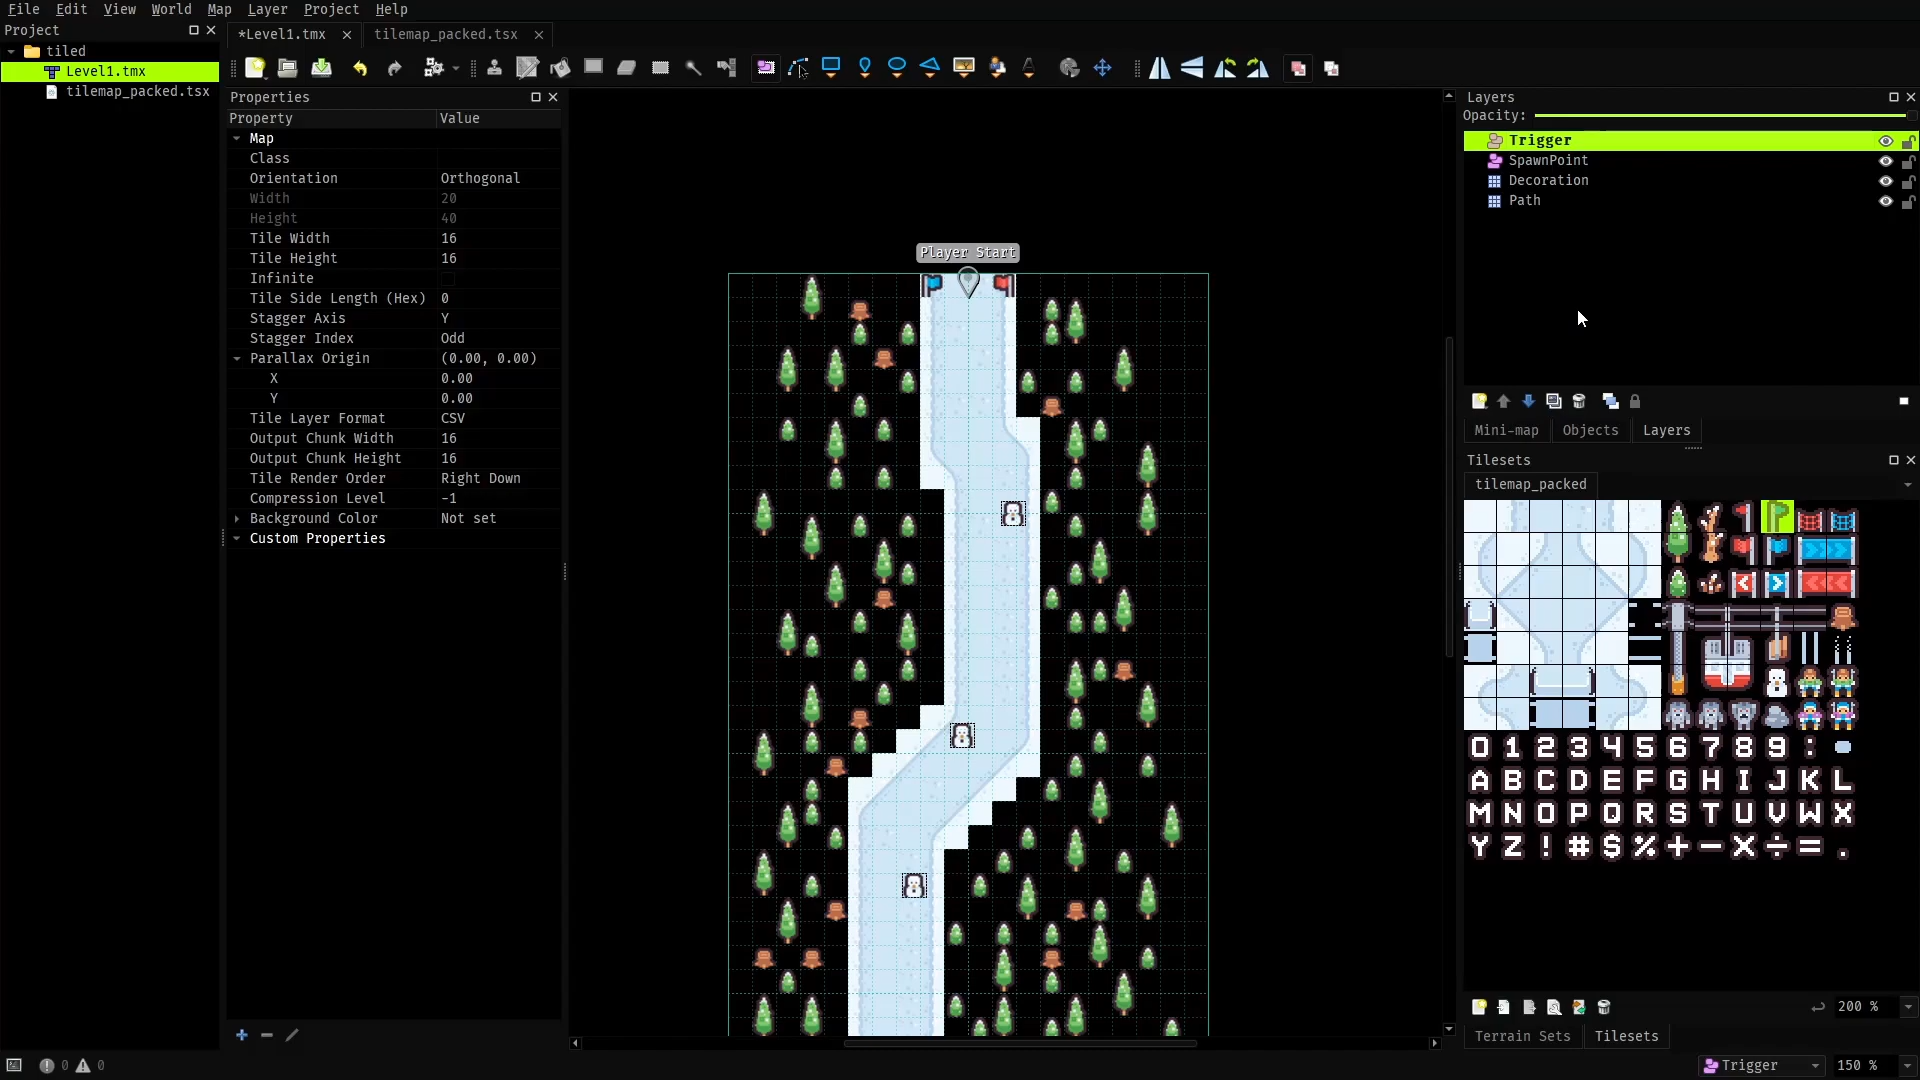 File Edit View World Map Layer Project Help
Project
*Level1.tmx
tilemap_packed.tsx
tiled
Level1.tmx
tilemap_packed.tsx
Properties
Property Value
Map
Class
Orientation Orthogonal
Width 20
Height 40
Tile Width 16
Tile Height 16
Infinite
Tile Side Length (Hex) 0
Stagger Axis Y
Stagger Index Odd
Parallax Origin (0.00, 0.00)
X 0.00
Y 0.00
Tile Layer Format CSV
Output Chunk Width 16
Output Chunk Height 16
Tile Render Order Right Down
Compression Level -1
Background Color Not set
Custom Properties
Player Start
Layers
Opacity:
Trigger
SpawnPoint
Decoration
Path
Mini-map Objects Layers
Tilesets
tilemap_packed
0 1 2 3 4 5 6 7 8 9 :
A B C D E F G H I J K L
M N O P Q R S T U V W X
Y Z ! # $ % + - X ÷ = .
200 %
Terrain Sets Tilesets
0 0
Trigger 150 %